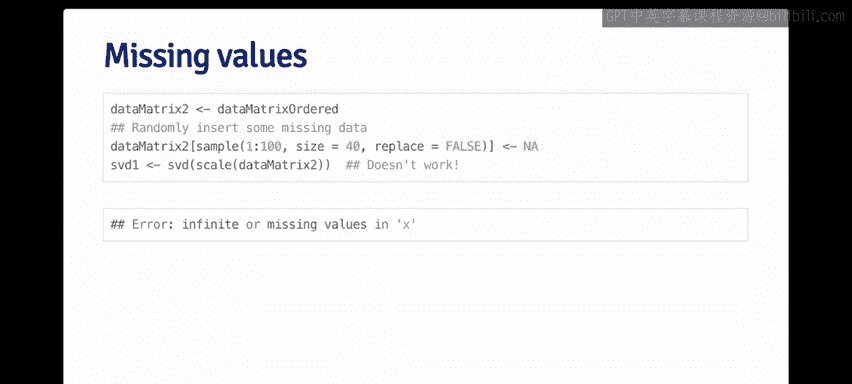 GPT中英字幕课程资源@bilibili.com
Missing values
dataMatrix2 <- dataMatrixOrdered
## Randomly insert some missing data
dataMatrix2[sample(1:100, size = 40, replace = FALSE)] <- NA
svd1 <- svd(scale(dataMatrix2))  ## Doesn't work!
## Error: infinite or missing values in 'x'